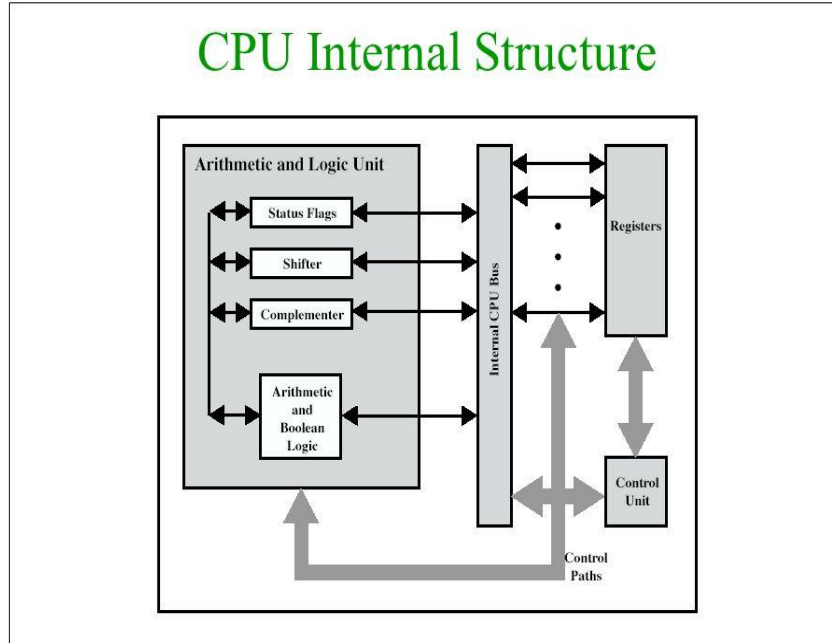 CPU Internal Structure
Arithmetic and Logic Unit
Status Flags
Shifter
Complementer
Arithmetic
and
Boolean
Logic
Internal CPU Bus
Registers
Control
Unit
Control
Paths